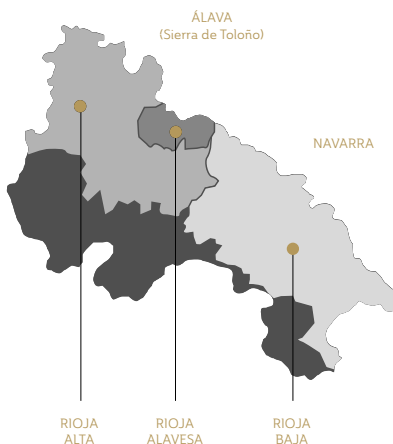 ÁLAVA
(Sierra de Toloño)
NAVARRA
RIOJA
ALTA
RIOJA
ALAVESA
RIOJA
BAJA